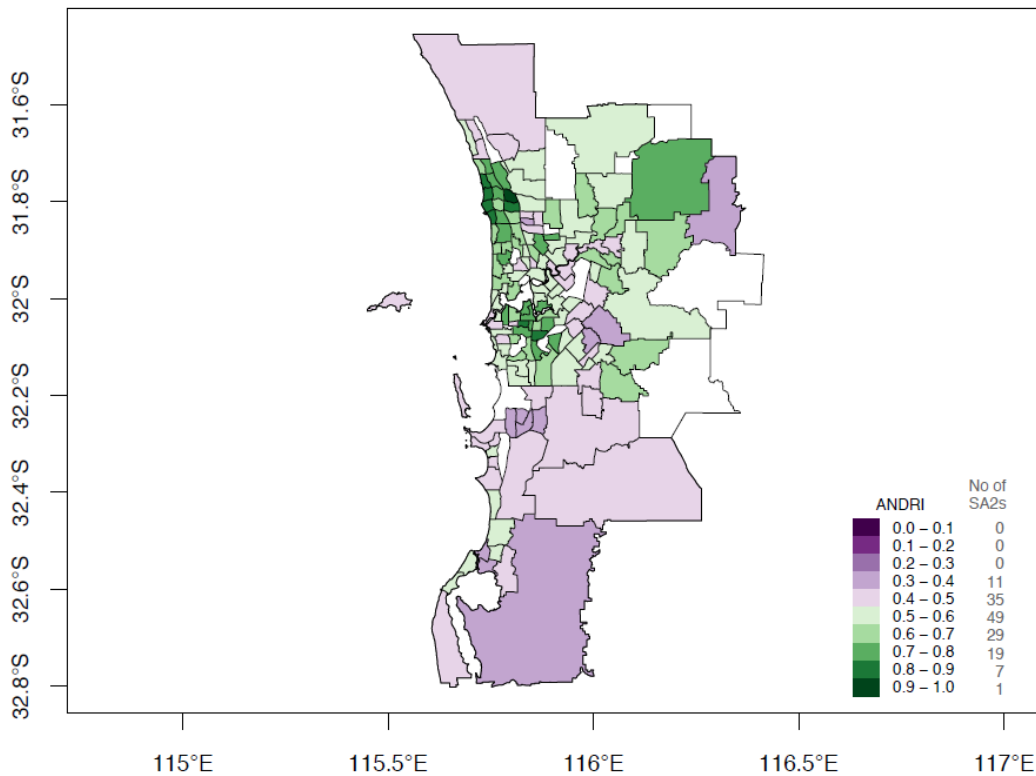 31.6°S
31.8°S
32°S
32.2°S
32.4°S
32.6°S
32.8°S
115°E
115.5°E
116°E
116.5°E
117°E
ANDRI No of SA2s
0.0 – 0.1 0
0.1 – 0.2 0
0.2 – 0.3 0
0.3 – 0.4 11
0.4 – 0.5 35
0.5 – 0.6 49
0.6 – 0.7 29
0.7 – 0.8 19
0.8 – 0.9 7
0.9 – 1.0 1